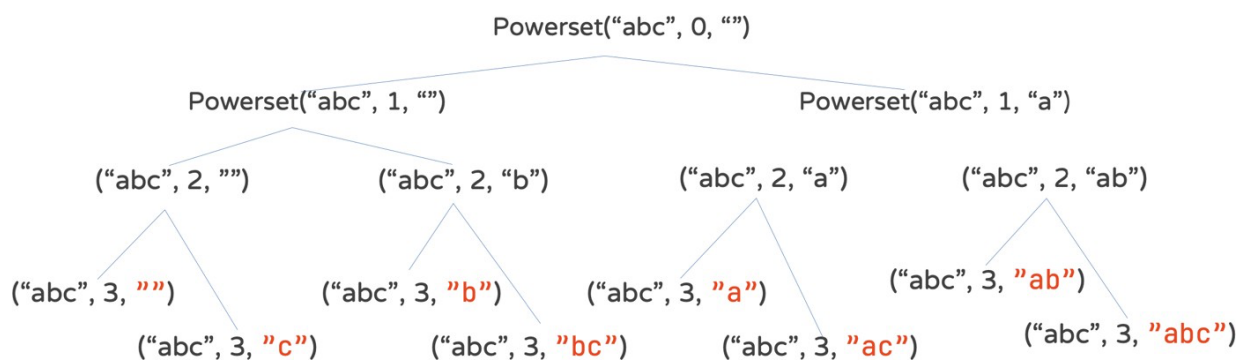 Powerset(“abc”, 0, “”)
Powerset(“abc”, 1, “”)
Powerset(“abc”, 1, “a”)
(“abc”, 2, ””)
(“abc”, 2, “b”)
(“abc”, 2, “a”)
(“abc”, 2, “ab”)
(“abc”, 3, ””)
(“abc”, 3, ”b”)
(“abc”, 3, ”a”)
(“abc”, 3, ”ab”)
(“abc”, 3, ”c”)
(“abc”, 3, ”bc”)
(“abc”, 3, ”ac”)
(“abc”, 3, ”abc”)